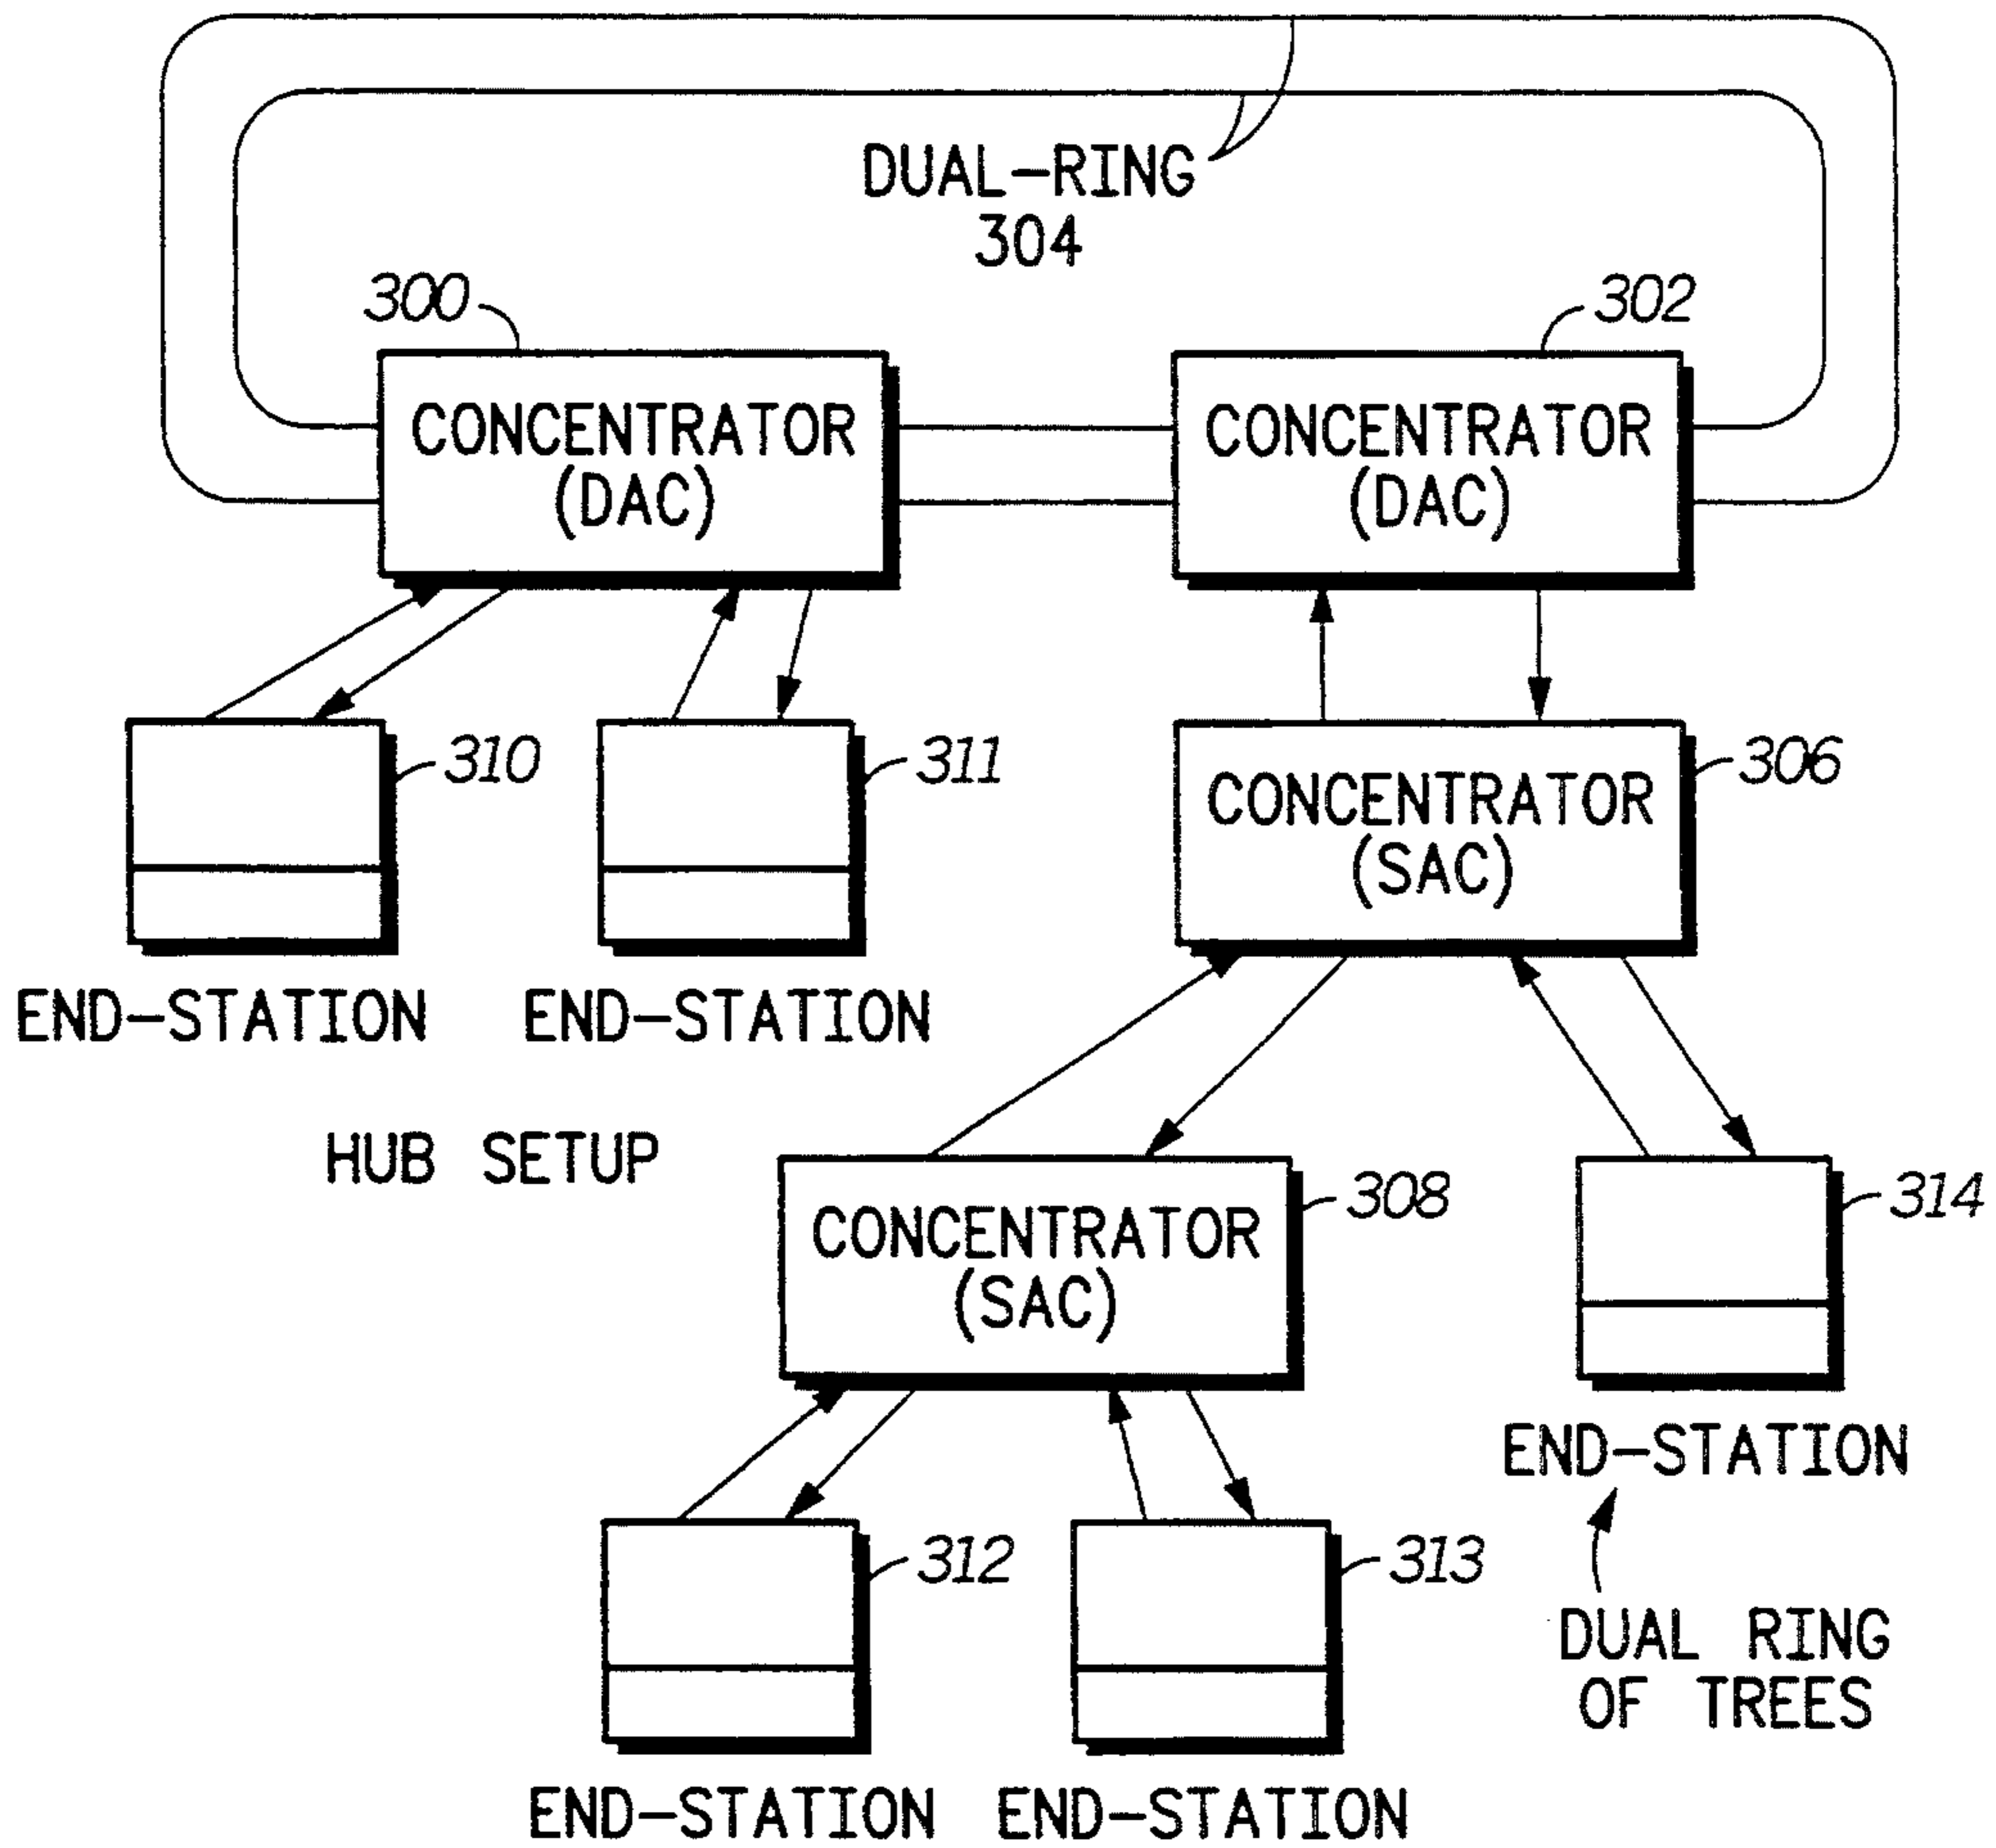 DUAL-RING
304
300
302
CONCENTRATOR
(DAC)
CONCENTRATOR
(DAC)
310
311
306
CONCENTRATOR
(SAC)
END-STATION
END-STATION
HUB SETUP
308
314
CONCENTRATOR
(SAC)
END-STATION
312
313
DUAL RING
OF TREES
END-STATION
END-STATION